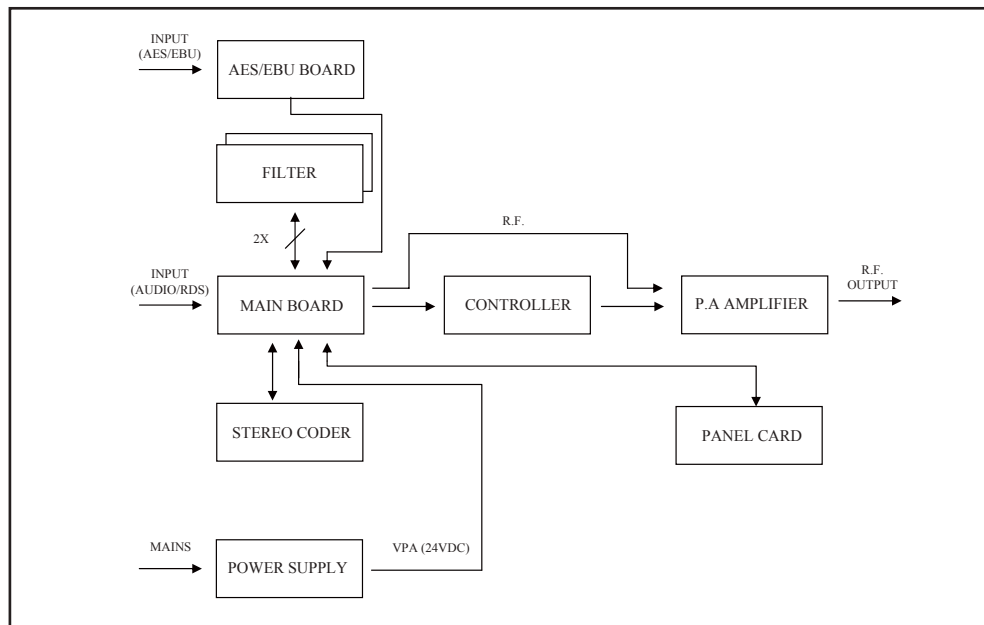 INPUT
(AES/EBU)
AES/EBU BOARD
FILTER
2X
R.F.
INPUT
(AUDIO/RDS)
MAIN BOARD
CONTROLLER
P.A AMPLIFIER
R.F.
OUTPUT
STEREO CODER
PANEL CARD
MAINS
POWER SUPPLY
VPA (24VDC)